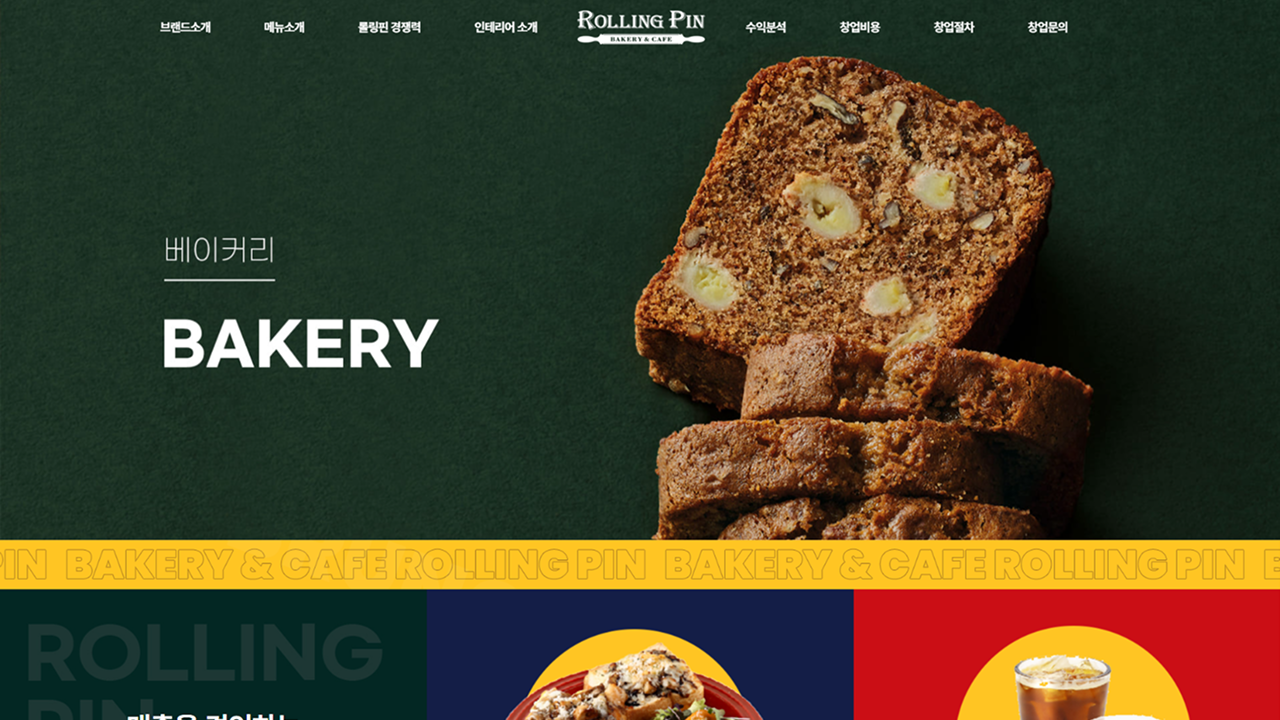 브랜드소개 메뉴소개 롤링핀 경쟁력 인테리어 소개 ROLLING PIN 수익분석 창업비용 창업절차 창업문의
BAKERY & CAFE
베이커리
BAKERY
PIN BAKERY & CAFE ROLLING PIN BAKERY & CAFE ROLLING PIN
ROLLING
PIN